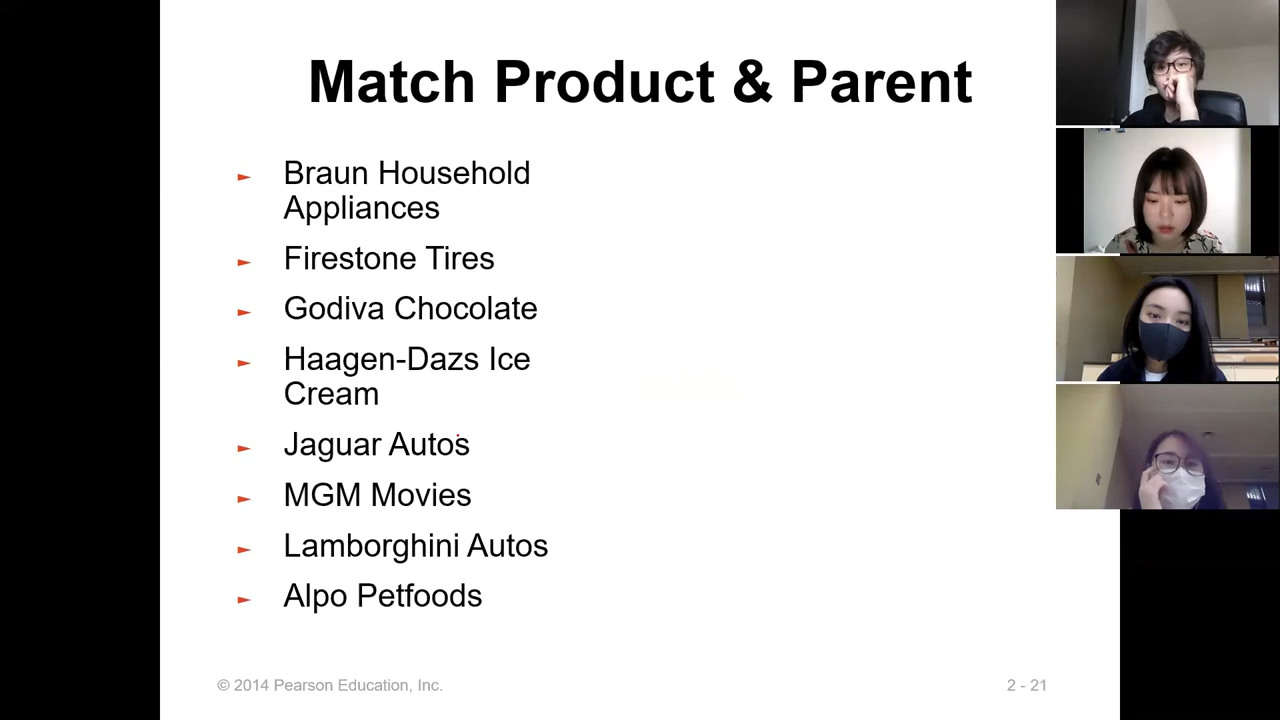 Match Product & Parent
► Braun Household
Appliances
► Firestone Tires
► Godiva Chocolate
► Haagen-Dazs Ice
Cream
► Jaguar Autos
► MGM Movies
► Lamborghini Autos
► Alpo Petfoods
© 2014 Pearson Education, Inc.
2 - 21